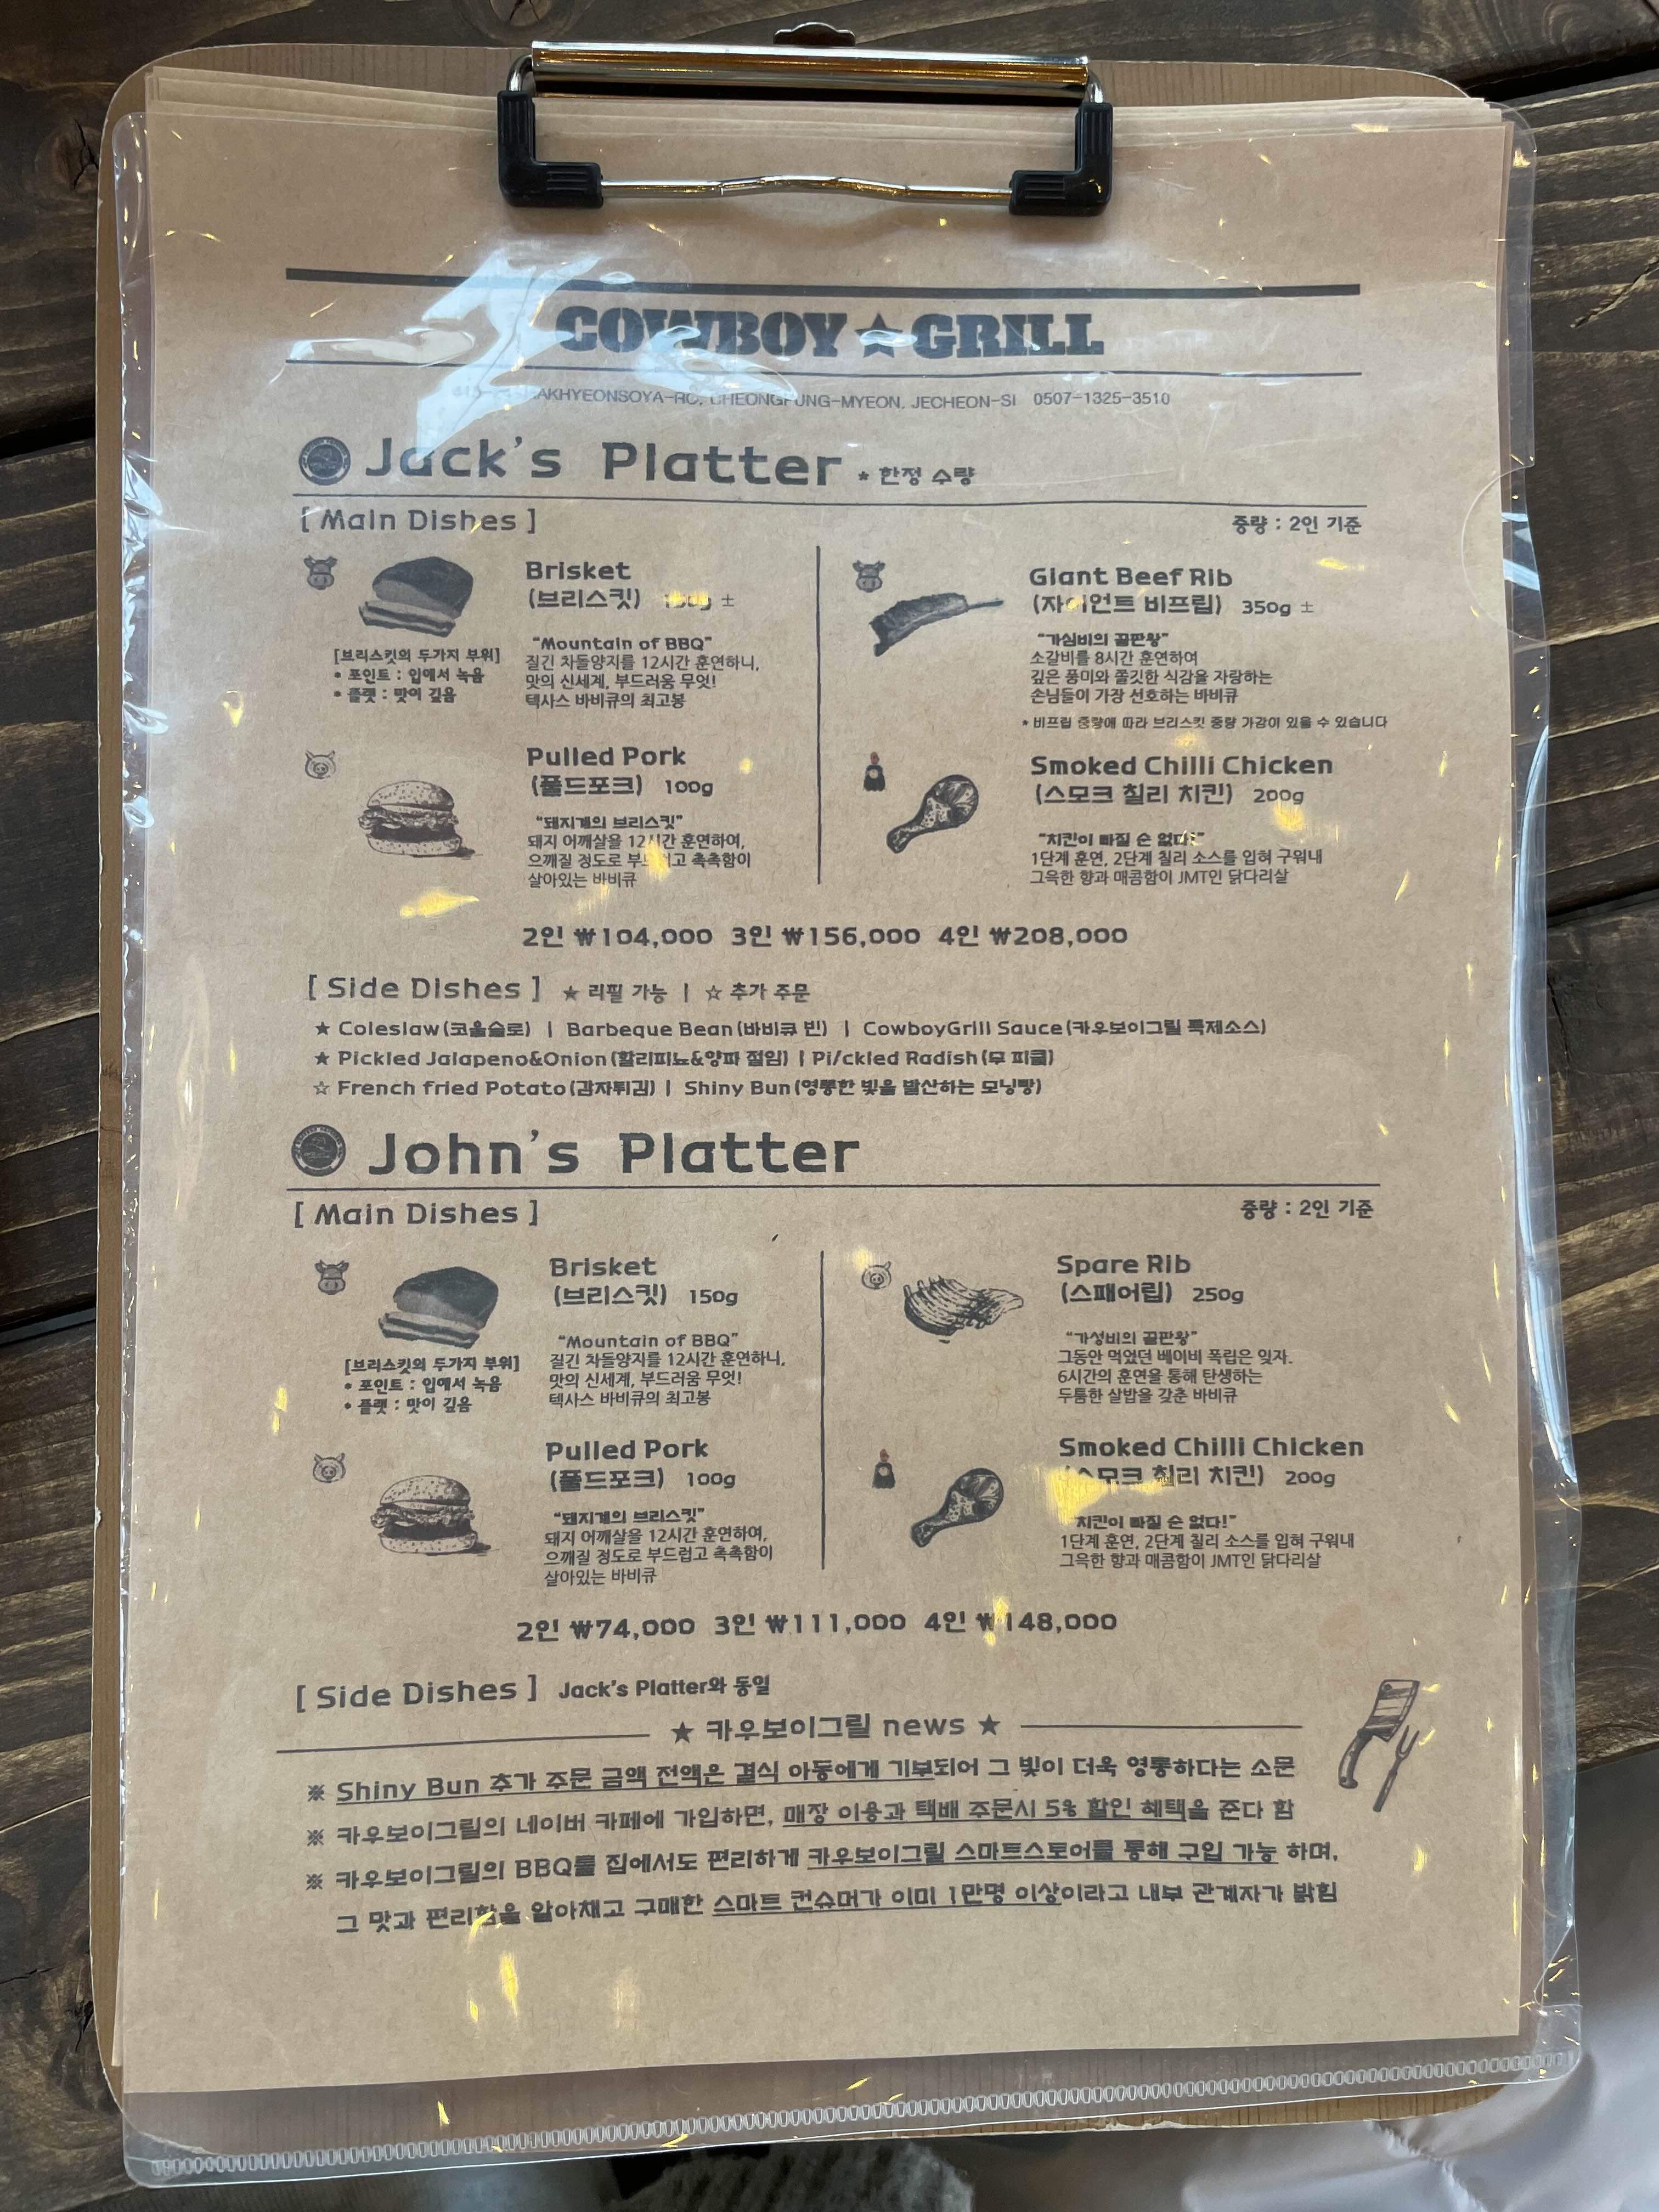 COWBOY★GRILL
CHEONGPUNG-MYEON, JECHEON-SI 0507-1325-3510
Jack's Platter * 한정 수량
[ Main Dishes ]
중량 : 2인 기준
Brisket
(브리스킷) ±
[브리스킷의 두가지 부위]
• 포인트 : 입에서 녹음
• 플랫 : 맛이 깊음
"Mountain of BBQ"
질긴 차돌양지를 12시간 훈연하니,
맛의 신세계, 부드러움 무엇!
텍사스 바비큐의 최고봉
Giant Beef Rib
(자이언트 비프립) 350g ±
"가심비의 끝판왕"
소갈비를 8시간 훈연하여
깊은 풍미와 쫄깃한 식감을 자랑하는
손님들이 가장 선호하는 바비큐
* 비프립 중량에 따라 브리스킷 중량 가감이 있을 수 있습니다
Pulled Pork
(풀드포크) 100g
"돼지계의 브리스킷"
돼지 어깨살을 12시간 훈연하여,
으깨질 정도로 부드럽고 촉촉함이
살아있는 바비큐
Smoked Chilli Chicken
(스모크 칠리 치킨) 200g
"치킨이 빠질 순 없다!"
1단계 훈연, 2단계 칠리 소스를 입혀 구워내
그윽한 향과 매콤함이 JMT인 닭다리살
2인 ₩104,000 3인 ₩156,000 4인 ₩208,000
[ Side Dishes ] ★ 리필 가능 | ☆ 추가 주문
★ Coleslaw(코울슬로) | Barbeque Bean(바비큐 빈) | CowboyGrill Sauce(카우보이그릴 특제소스)
★ Pickled Jalapeno&Onion(할리피뇨&양파 절임) | Pi/ckled Radish(무 피클)
☆ French fried Potato(감자튀김) | Shiny Bun(영롱한 빛을 발산하는 모닝빵)
John's Platter
[ Main Dishes ]
중량 : 2인 기준
Brisket
(브리스킷) 150g
[브리스킷의 두가지 부위]
• 포인트 : 입에서 녹음
• 플랫 : 맛이 깊음
"Mountain of BBQ"
질긴 차돌양지를 12시간 훈연하니,
맛의 신세계, 부드러움 무엇!
텍사스 바비큐의 최고봉
Spare Rib
(스패어립) 250g
"가성비의 끝판왕"
그동안 먹었던 베이비 폭립은 잊자.
6시간의 훈연을 통해 탄생하는
두툼한 살밥을 갖춘 바비큐
Pulled Pork
(풀드포크) 100g
"돼지계의 브리스킷"
돼지 어깨살을 12시간 훈연하여,
으깨질 정도로 부드럽고 촉촉함이
살아있는 바비큐
Smoked Chilli Chicken
(스모크 칠리 치킨) 200g
"치킨이 빠질 순 없다!"
1단계 훈연, 2단계 칠리 소스를 입혀 구워내
그윽한 향과 매콤함이 JMT인 닭다리살
2인 ₩74,000 3인 ₩111,000 4인 ₩148,000
[ Side Dishes ] Jack's Platter와 동일
★ 카우보이그릴 news ★
※ Shiny Bun 추가 주문 금액 전액은 결식 아동에게 기부되어 그 빛이 더욱 영롱하다는 소문
※ 카우보이그릴의 네이버 카페에 가입하면, 매장 이용과 택배 주문시 5% 할인 혜택을 준다 함
※ 카우보이그릴의 BBQ를 집에서도 편리하게 카우보이그릴 스마트스토어를 통해 구입 가능 하며,
그 맛과 편리함을 알아채고 구매한 스마트 컨슈머가 이미 1만명 이상이라고 내부 관계자가 밝힘